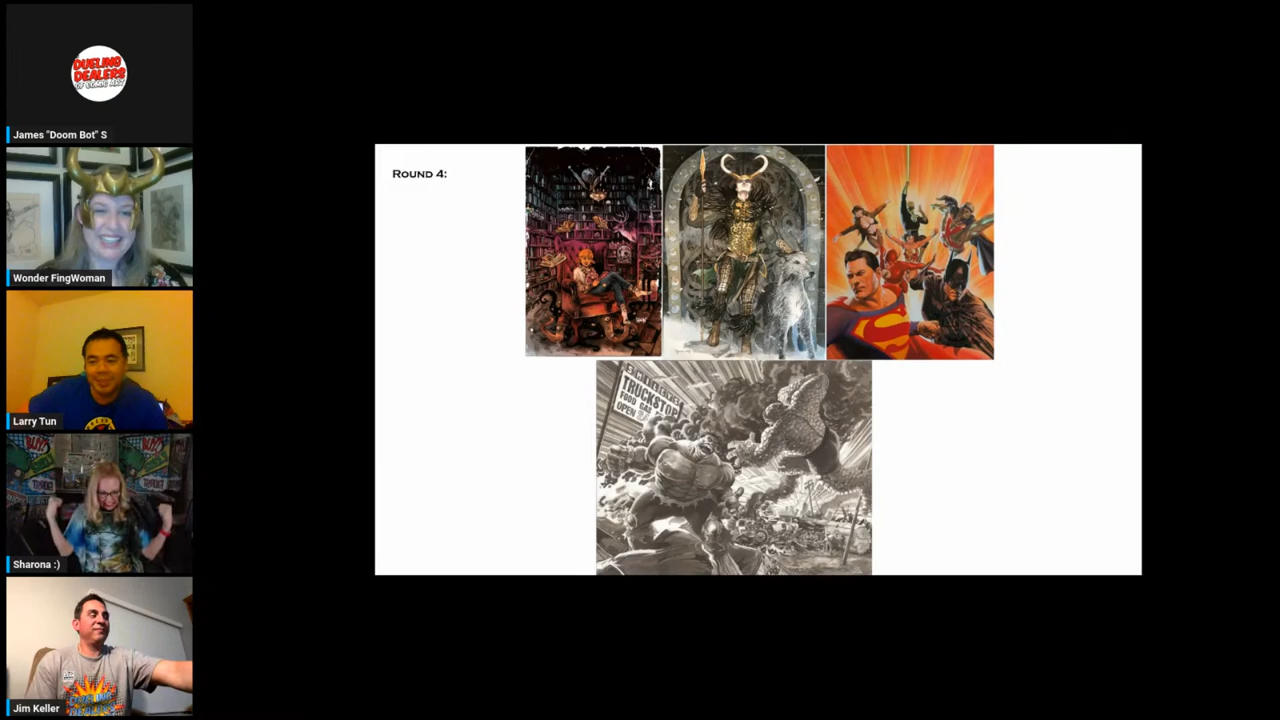 DUELING
DEALERS
OF COMIC ART
James "Doom Bot" S
Wonder FingWoman
Larry Tun
Sharona :)
Jim Keller
ROUND 4:
TRUCKSTOP
FOOD GAS
OPEN